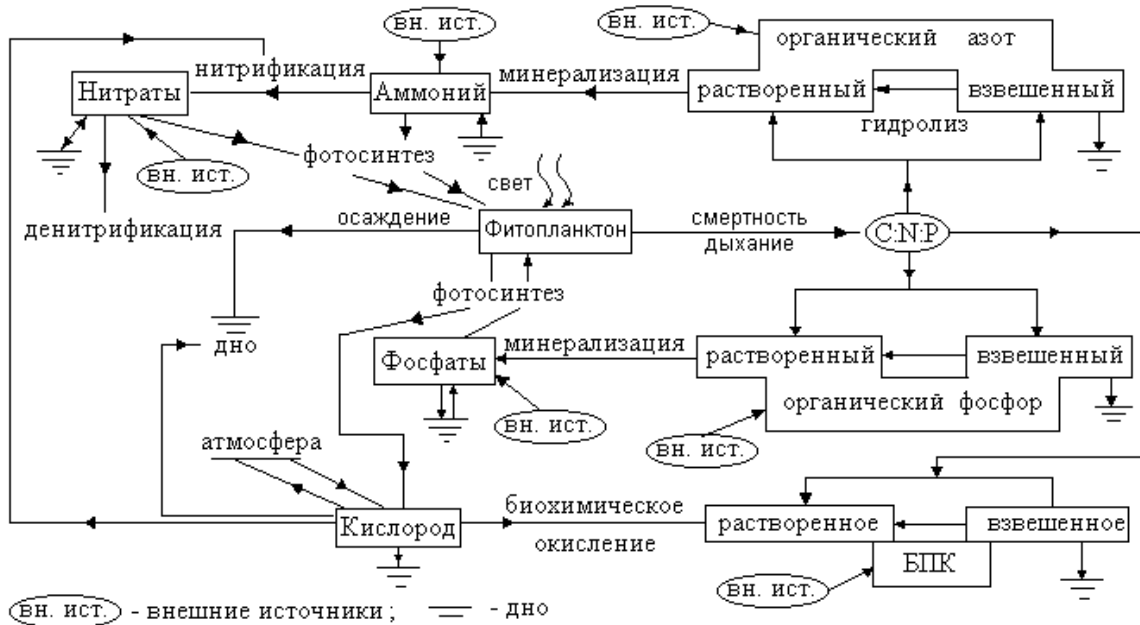 вн. ист.
вн. ист.
органический азот
нитрификация
минерализация
Нитраты
Аммоний
растворенный
взвешенный
гидролиз
фотосинтез
вн. ист.
свет
денитрификация
осаждение
Фитопланктон
смертность
дыхание
C:N:P
фотосинтез
дно
Фосфаты
минерализация
растворенный
взвешенный
органический фосфор
вн. ист.
вн. ист.
атмосфера
Кислород
биохимическое
окисление
растворенное
взвешенное
БПК
вн. ист.
вн. ист. - внешние источники ; - дно